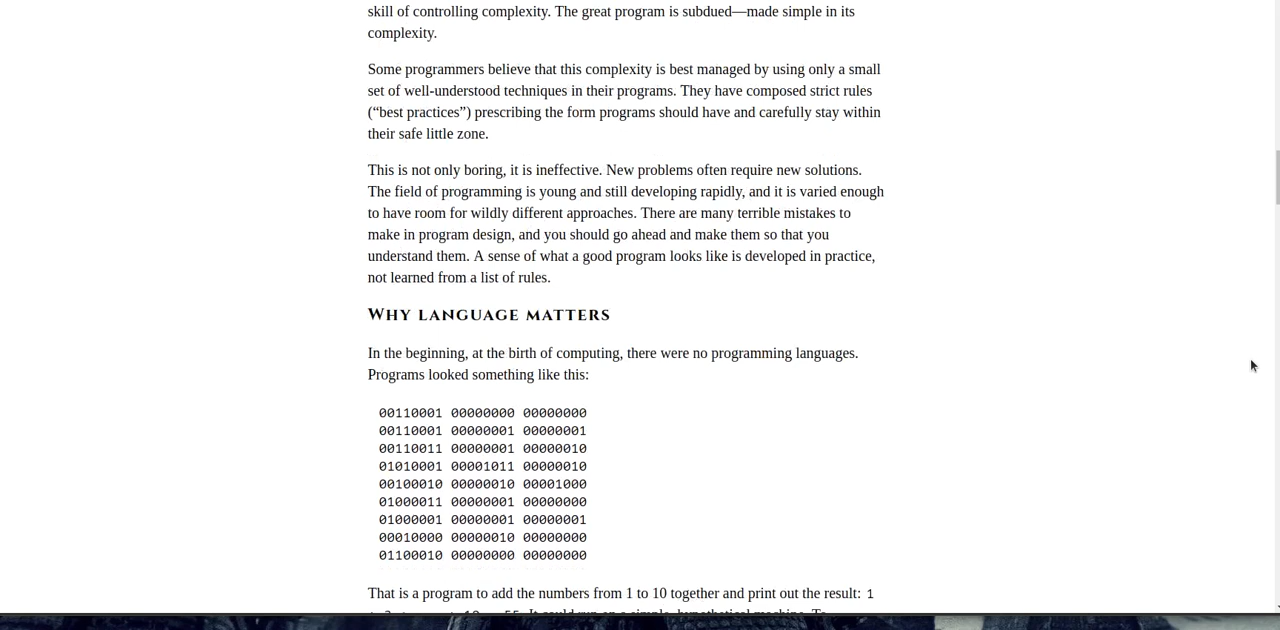 skill of controlling complexity. The great program is subdued—made simple in its
complexity.
Some programmers believe that this complexity is best managed by using only a small
set of well-understood techniques in their programs. They have composed strict rules
(“best practices”) prescribing the form programs should have and carefully stay within
their safe little zone.
This is not only boring, it is ineffective. New problems often require new solutions.
The field of programming is young and still developing rapidly, and it is varied enough
to have room for wildly different approaches. There are many terrible mistakes to
make in program design, and you should go ahead and make them so that you
understand them. A sense of what a good program looks like is developed in practice,
not learned from a list of rules.
Why language matters
In the beginning, at the birth of computing, there were no programming languages.
Programs looked something like this:
00110001 00000000 00000000
00110001 00000001 00000001
00110011 00000001 00000010
01010001 00001011 00000010
00100010 00000010 00001000
01000011 00000001 00000000
01000001 00000001 00000001
00010000 00000010 00000000
01100010 00000000 00000000
That is a program to add the numbers from 1 to 10 together and print out the result: 1
It could run on a simple, hypothetical machine. To